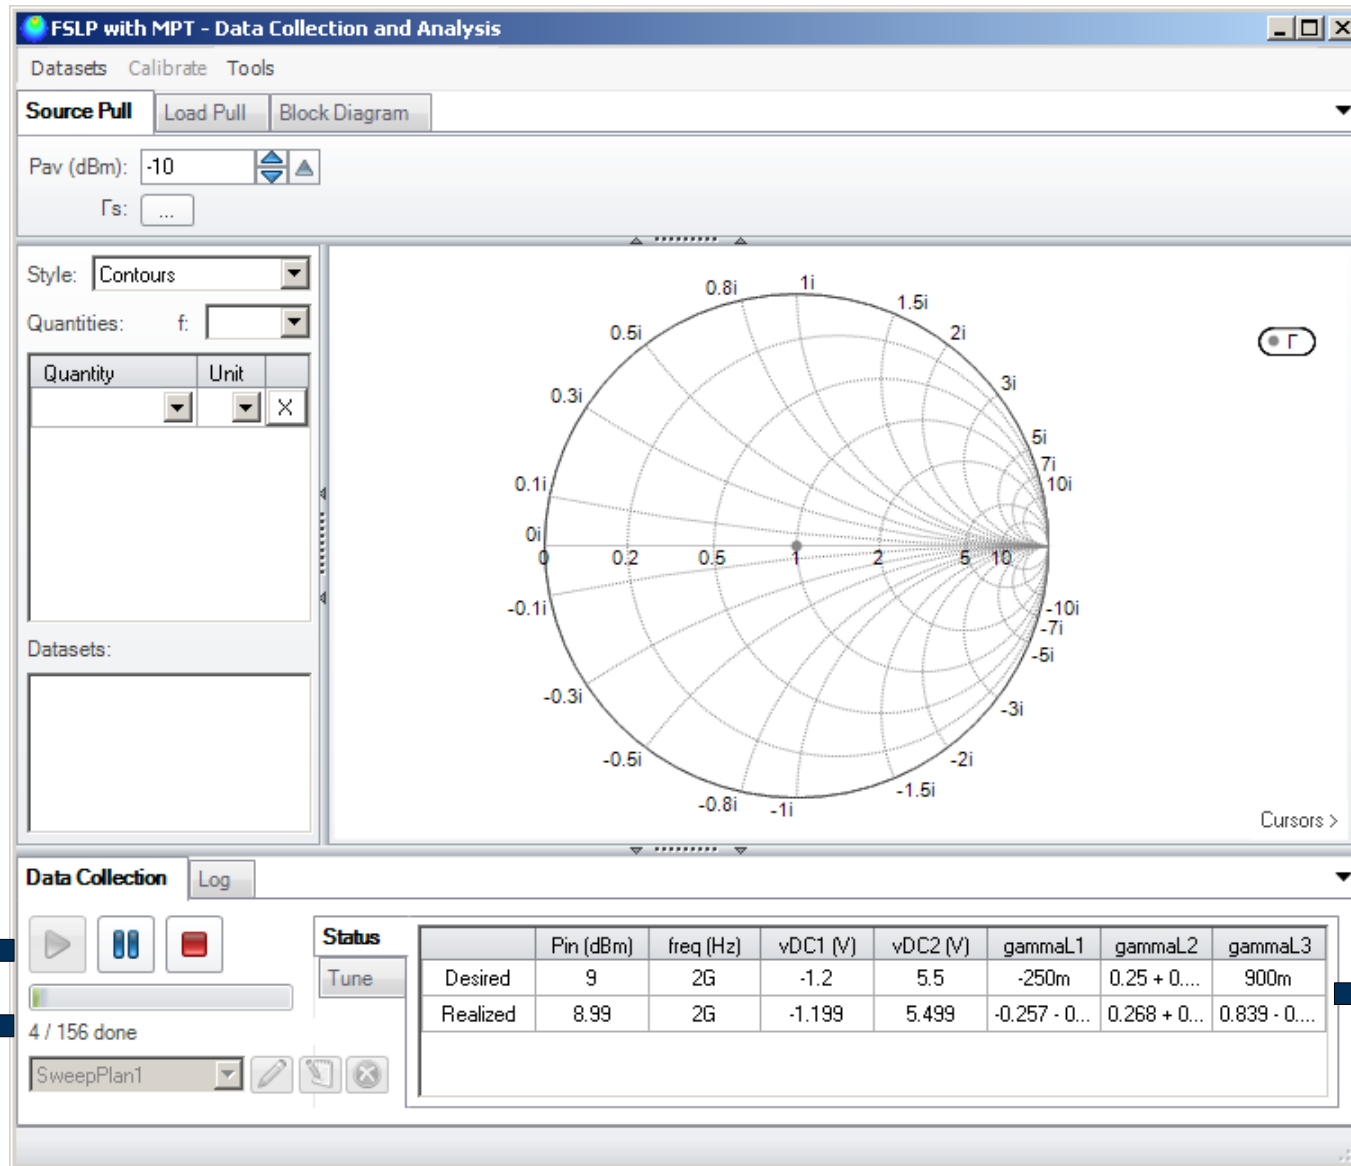 FSLP with MPT - Data Collection and Analysis
Datasets Calibrate Tools
Source Pull Load Pull Block Diagram
Pav (dBm): -10
Γs: ...
Style: Contours
Quantities: f:
Quantity Unit
X
Datasets:
0.8i 1i 1.5i
0.5i 2i
0.3i 3i
5i
7i
0.1i 10i
0i
0 0.2 0.5 1 2 5 10
-0.1i -10i
-7i
-5i
-0.3i -3i
-0.5i -2i
-0.8i -1i -1.5i
Γ
Cursors >
Data Collection Log
4 / 156 done
SweepPlan1
Status
Tune
Pin (dBm) freq (Hz) vDC1 (V) vDC2 (V) gammaL1 gammaL2 gammaL3
Desired 9 2G -1.2 5.5 -250m 0.25 + 0.... 900m
Realized 8.99 2G -1.199 5.499 -0.257 - 0... 0.268 + 0... 0.839 - 0....